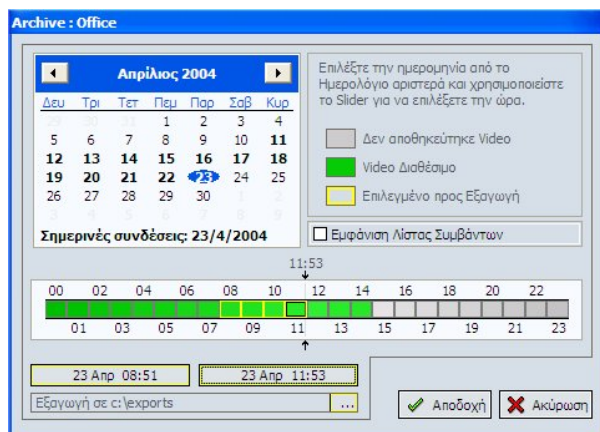 Archive : Office
Απρίλιος 2004
Δευ Τρι Τετ Πεμ Παρ Σαβ Κυρ
29 30 31 1 2 3 4
5 6 7 8 9 10 11
12 13 14 15 16 17 18
19 20 21 22 23 24 25
26 27 28 29 30 1 2
3 4 5 6 7 8 9
Σημερινές συνδέσεις: 23/4/2004
Επιλέξτε την ημερομηνία από το
Ημερολόγιο αριστερά και χρησιμοποιείστε
το Slider για να επιλέξετε την ώρα.
Δεν αποθηκεύτηκε Video
Video Διαθέσιμο
Επιλεγμένο προς Εξαγωγή
Εμφάνιση Λίστας Συμβάντων
11:53
00 02 04 06 08 10 12 14 16 18 20 22
01 03 05 07 09 11 13 15 17 19 21 23
23 Απρ 08:51 23 Απρ 11:53
Εξαγωγή σε c:\exports ...
Αποδοχή Ακύρωση